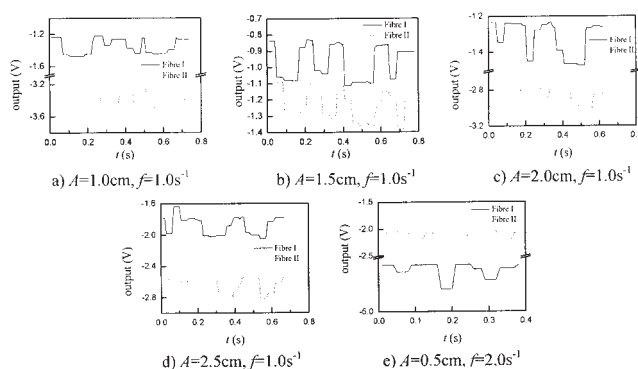 -1.2
-1.6
-3.2
-3.6
output (V)
Fibre I
Fibre II
0.0 0.2 0.4 0.6 0.8
t (s)
a) A=1.0cm, f=1.0s⁻¹
-0.7
-0.8
-0.9
-1.0
-1.1
-1.2
-1.3
-1.4
output (V)
Fibre I
Fibre II
0.0 0.2 0.4 0.6 0.8
t (s)
b) A=1.5cm, f=1.0s⁻¹
-1.2
-1.6
-2.8
-3.2
output (V)
Fibre I
Fibre II
0.0 0.2 0.4 0.6 0.8
t (s)
c) A=2.0cm, f=1.0s⁻¹
-1.6
-2.0
-2.4
-2.8
output (V)
Fibre I
Fibre II
0.0 0.2 0.4 0.6 0.8
t (s)
d) A=2.5cm, f=1.0s⁻¹
-1.5
-2.0
-2.5
-6.0
output (V)
Fibre I
Fibre II
0.0 0.1 0.2 0.3 0.4
t (s)
e) A=0.5cm, f=2.0s⁻¹